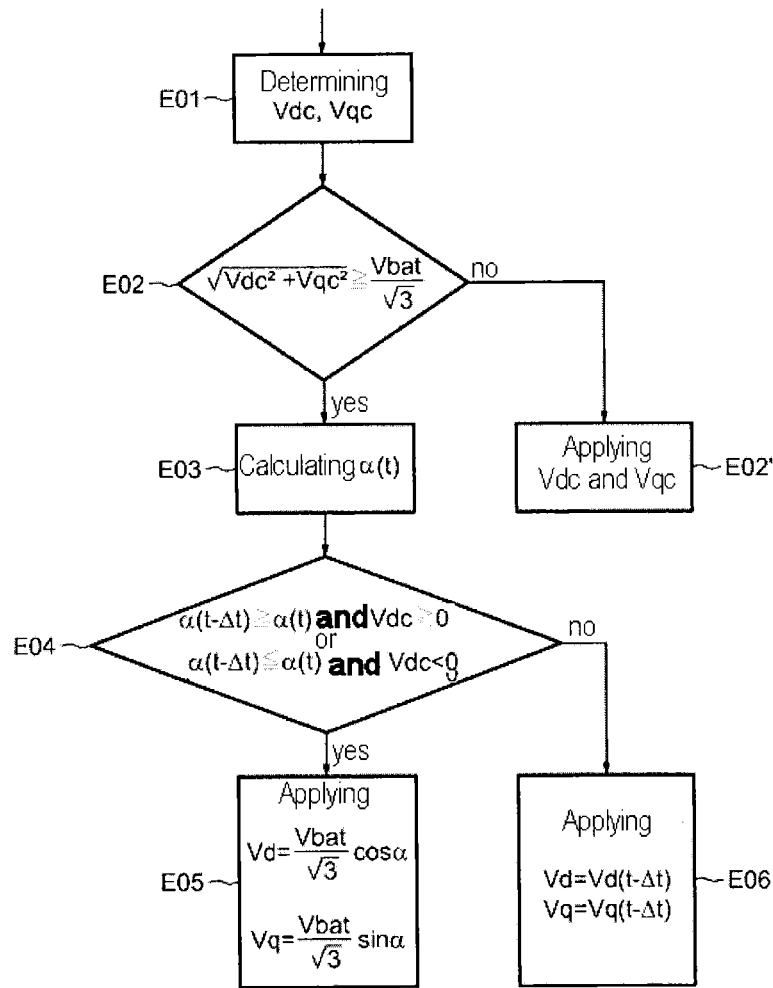 Determining
Vdc, Vqc
E01
√Vdc² +Vqc² ≧ Vbat/√3
E02
no
yes
Calculating α(t)
E03
Applying
Vdc and Vqc
E02'
α(t-Δt)≧α(t) and Vdc ≧0
or
α(t-Δt)≦α(t) and Vdc<0
E04
no
yes
Applying
Vd=Vbat/√3 cosα
E05
Vq=Vbat/√3 sinα
Applying
Vd=Vd(t-Δt)
Vq=Vq(t-Δt)
E06